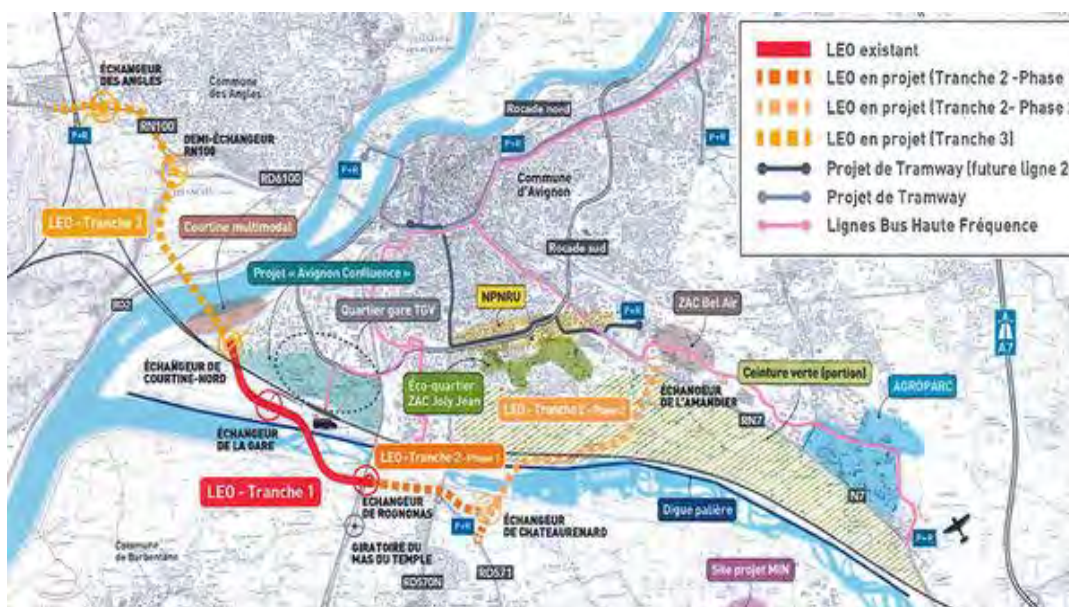 LEO existant
LEO en projet (Tranche 2 -Phase
LEO en projet (Tranche 2- Phase
LEO en projet (Tranche 3)
Projet de Tramway (future ligne 2
Projet de Tramway
Lignes Bus Haute Fréquence
ÉCHANGEUR
DES ANGLES
Commune
des Angles
P+R
RN100
DEMI-ÉCHANGEUR
RN100
RD6100
P+R
Rocade nord
P+R
P+R
Commune
d'Avignon
LEO - Tranche 3
Courtine multimodal
Rocade sud
Projet « Avignon Confluence »
RD2
Quartier gare TGV
NPNRU
P+R
ZAC Bel Air
A7
ÉCHANGEUR DE
COURTINE-NORD
Éco-quartier
ZAC Joly Jean
Ceinture verte (portion)
ÉCHANGEUR
DE L'AMANDIER
AGROPARC
LEO - Tranche 2 - Phase 2
RN7
ÉCHANGEUR
DE LA GARE
LEO-Tranche 2-Phase 1
LEO - Tranche 1
N7
ÉCHANGEUR
DE ROGNONAS
Digue palière
P+R
ÉCHANGEUR
DE CHATEAURENARD
P+R
GIRATOIRE DU
MAS DU TEMPLE
Commune
de Barbentane
RD570N
RD571
Site projet MIN